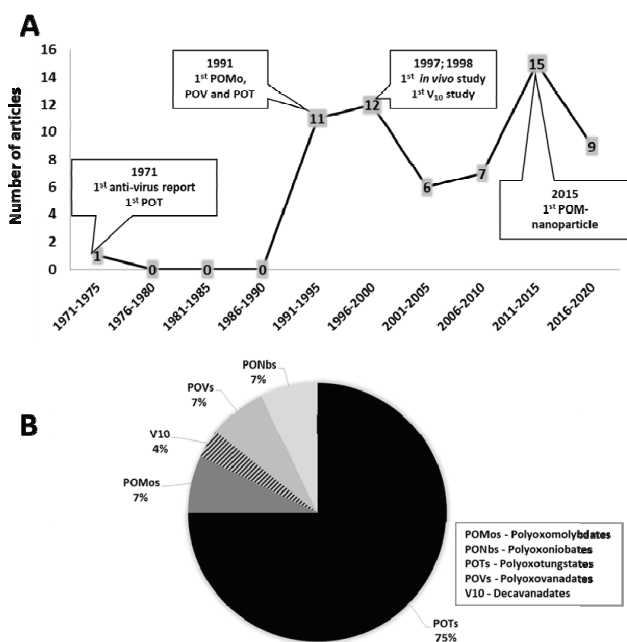 A
Number of articles
16
14
12
10
8
6
4
2
0
1971
1st anti-virus report
1st POT
1991
1st POMo,
POV and POT
1997; 1998
1st in vivo study
1st V10 study
2015
1st POM-
nanoparticle
1
0
0
0
11
12
6
7
15
9
1971-1975
1976-1980
1981-1985
1986-1990
1991-1995
1996-2000
2001-2005
2006-2010
2011-2015
2016-2020
B
PONbs
7%
POVs
7%
V10
4%
POMos
7%
POTs
75%
POMos - Polyoxomolybdates
PONbs - Polyoxoniobates
POTs - Polyoxotungstates
POVs - Polyoxovanadates
V10 - Decavanadates